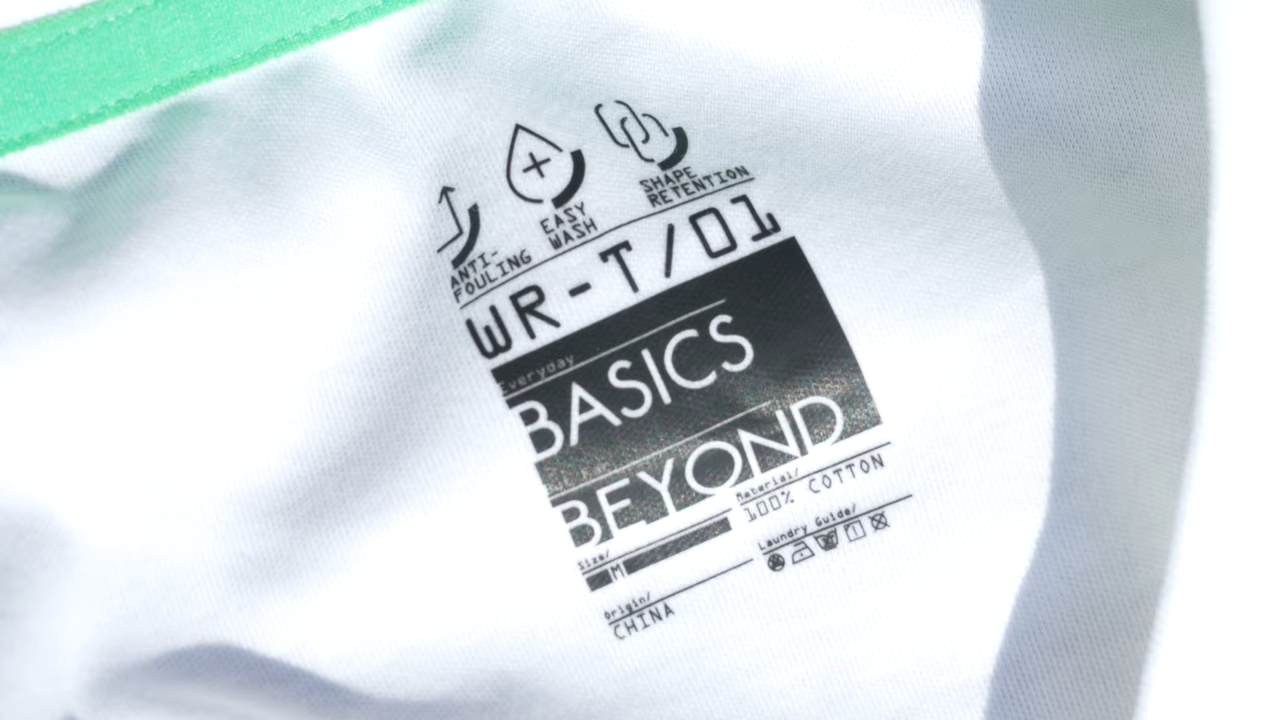 ANTI-
FOULING
EASY
WASH
SHAPE
RETENTION
WR-T/01
Everyday
BASICS
BEYOND
Size/
M
Material/
100% COTTON
Laundry Guide/
Origin/
CHINA